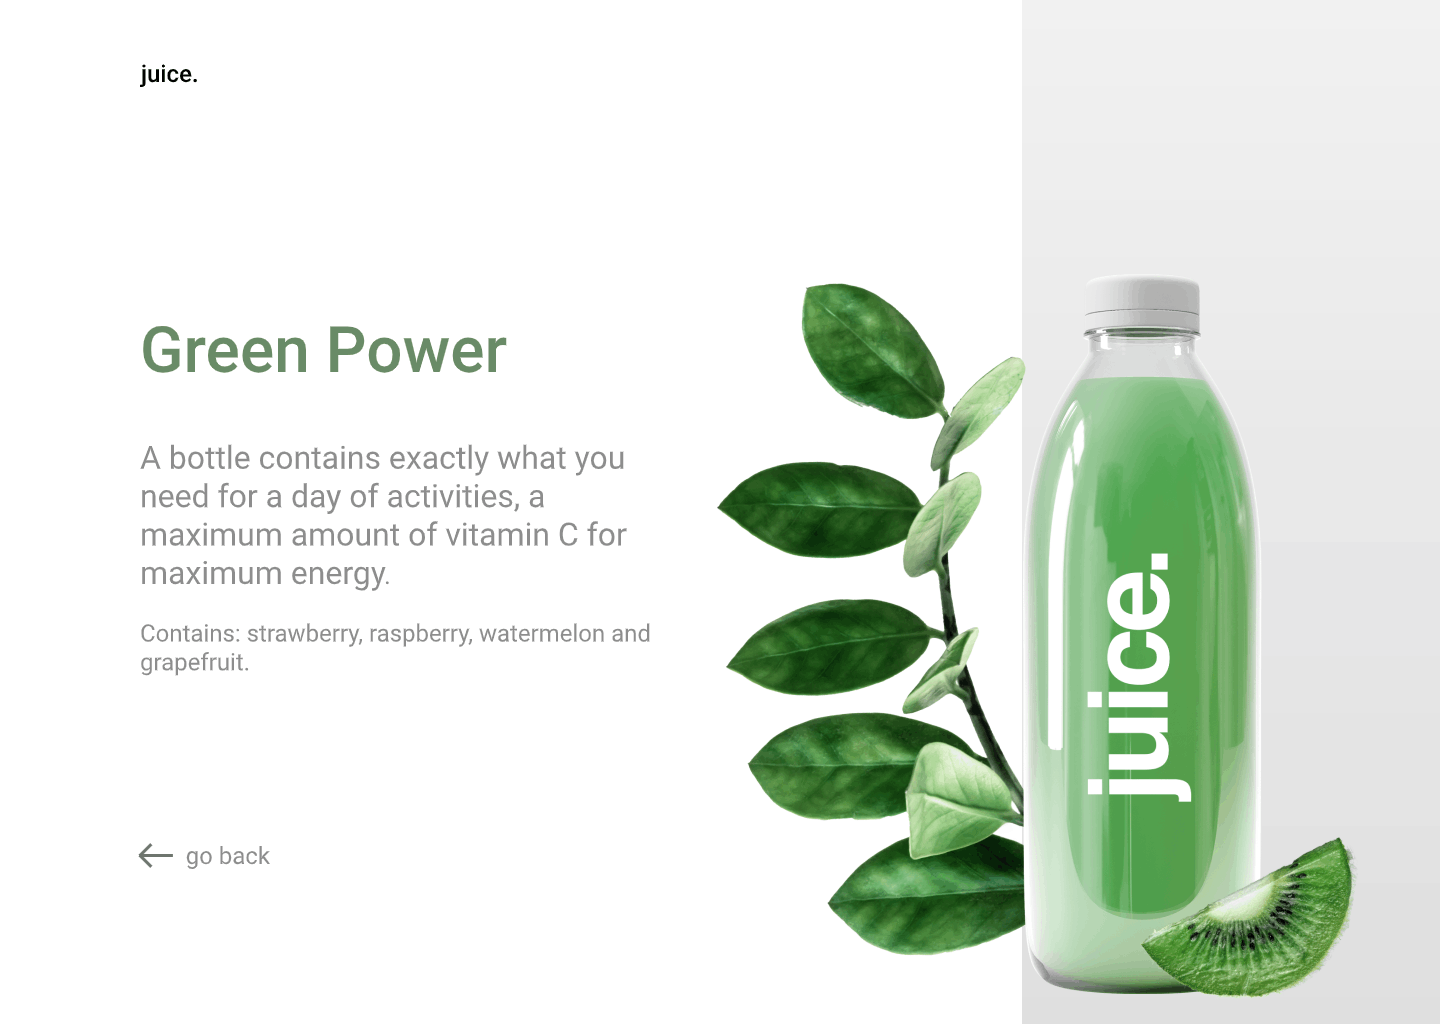 juice.
Green Power
A bottle contains exactly what you
need for a day of activities, a
maximum amount of vitamin C for
maximum energy.
Contains: strawberry, raspberry, watermelon and
grapefruit.
go back
juice.